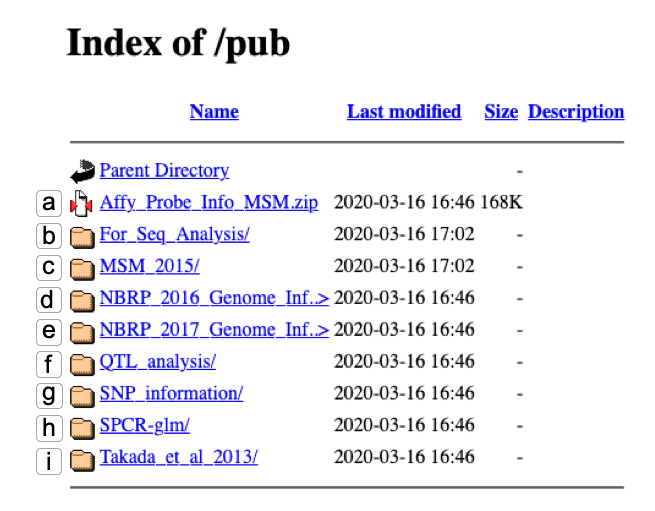 Index of /pub
Name Last modified Size Description
Parent Directory -
a Affy_Probe_Info_MSM.zip 2020-03-16 16:46 168K
b For_Seq_Analysis/ 2020-03-16 17:02 -
c MSM_2015/ 2020-03-16 17:02 -
d NBRP_2016_Genome_Inf..> 2020-03-16 16:46 -
e NBRP_2017_Genome_Inf..> 2020-03-16 16:46 -
f QTL_analysis/ 2020-03-16 16:46 -
g SNP_information/ 2020-03-16 16:46 -
h SPCR-glm/ 2020-03-16 16:46 -
i Takada_et_al_2013/ 2020-03-16 16:46 -